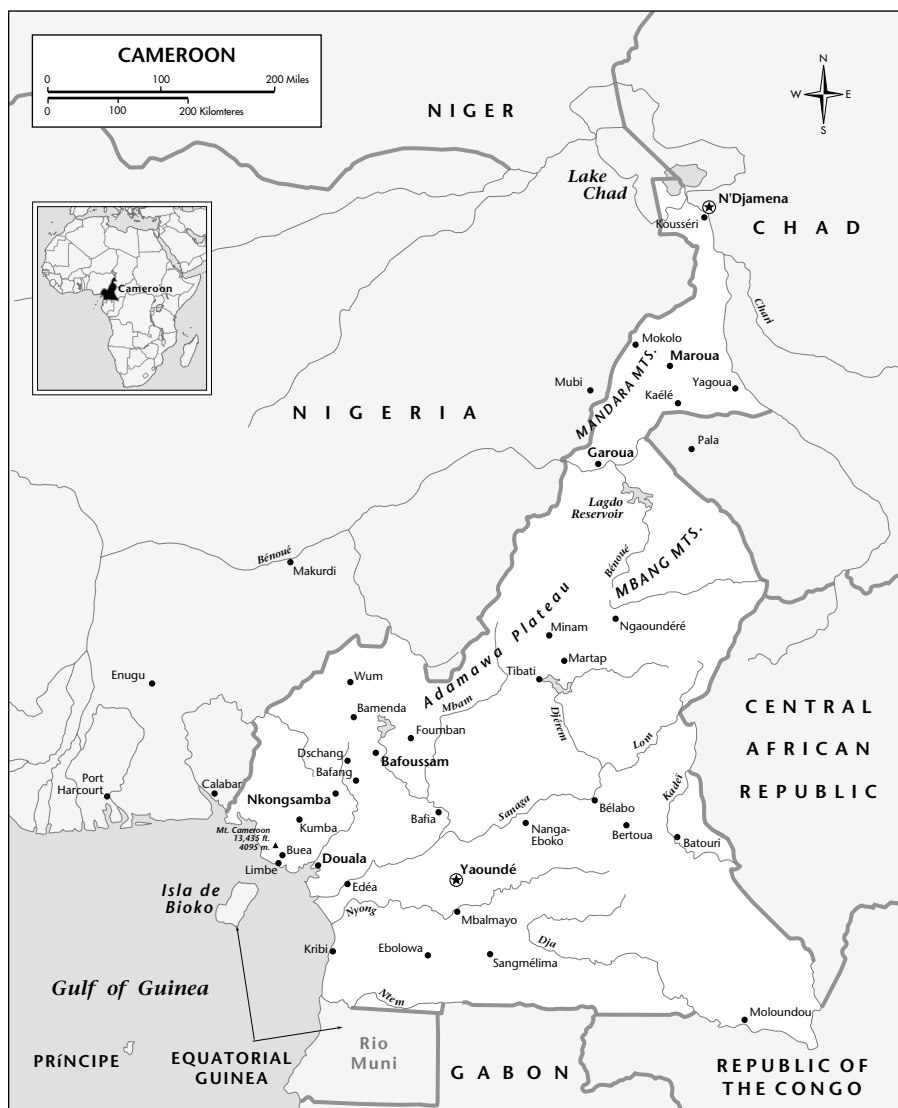 CAMEROON
0 100 200 Miles
0 100 200 Kilomteres
N
W E
S
NIGER
Lake
Chad
N'Djamena
Kousséri
CHAD
Cameroon
Chari
Mokolo
Maroua
MANDARA MTS.
Mubi
Kaélé
Yagoua
NIGERIA
Pala
Garoua
Lagdo
Reservoir
Bénoué
MBANG MTS.
Bénoué
Makurdi
Adamawa Plateau
Minam
Ngaoundéré
Martap
Tibati
Enugu
Wum
Mbam
Bamenda
Foumban
Djérem
Lom
CENTRAL
AFRICAN
REPUBLIC
Dschang
Bafoussam
Bafang
Kadeï
Port
Harcourt
Calabar
Nkongsamba
Sanaga
Bélabo
Kumba
Bafia
Nanga-
Eboko
Bertoua
Batouri
Mt. Cameroon
13,435 ft.
4095 m.
Buea
Limbe
Douala
Yaoundé
Edéa
Isla de
Bioko
Nyong
Mbalmayo
Kribi
Ebolowa
Sangmélima
Dja
Gulf of Guinea
Ntem
Moloundou
PRíNCIPE
EQUATORIAL
GUINEA
Rio
Muni
GABON
REPUBLIC OF
THE CONGO